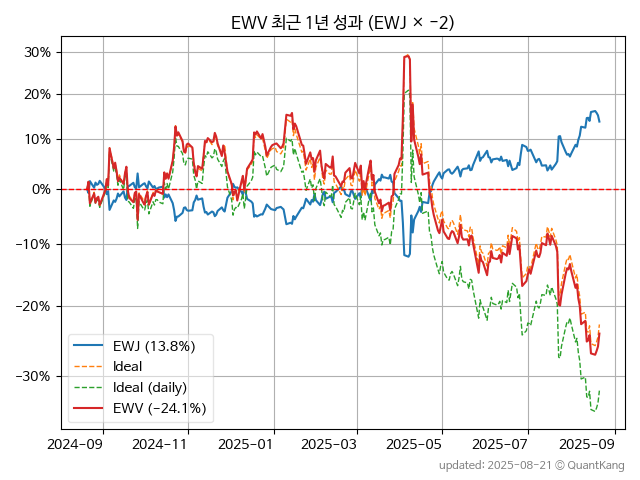 EWV 최근 1년 성과 (EWJ × −2)
30%
20%
10%
0%
−10%
−20%
−30%
EWJ (13.8%)
Ideal
Ideal (daily)
EWV (−24.1%)
2024−09
2024−11
2025−01
2025−03
2025−05
2025−07
2025−09
updated: 2025−08−21 © QuantKang